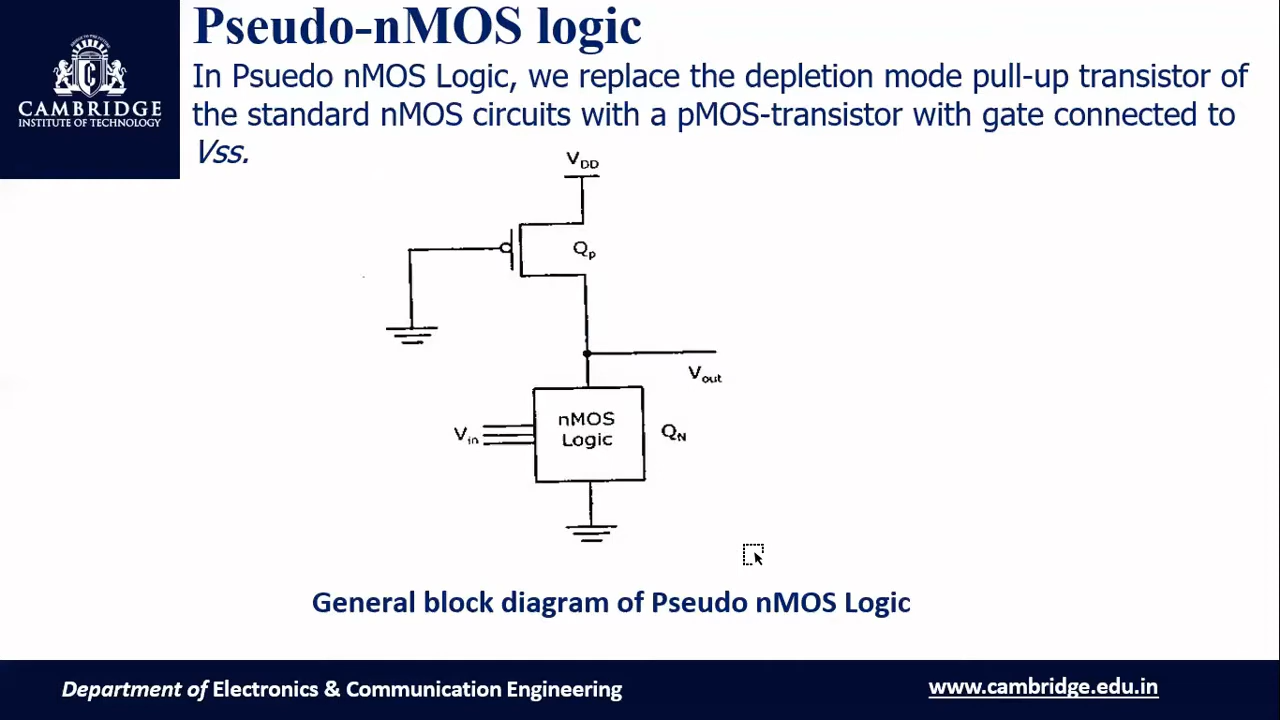 Pseudo-nMOS logic
In Psuedo nMOS Logic, we replace the depletion mode pull-up transistor of
the standard nMOS circuits with a pMOS-transistor with gate connected to
Vss.
C
CAMBRIDGE
INSTITUTE OF TECHNOLOGY
VDD
Qp
Vout
nMOS
Logic
Vin
QN
General block diagram of Pseudo nMOS Logic
Department of Electronics & Communication Engineering
www.cambridge.edu.in